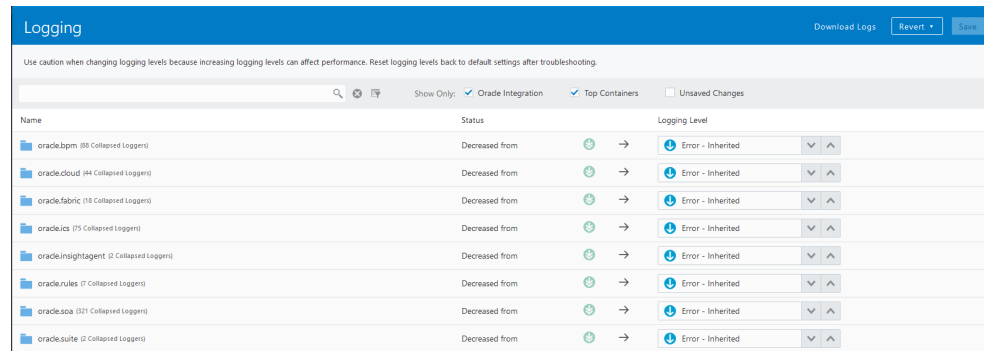 Logging
Download Logs
Revert
Save
Use caution when changing logging levels because increasing logging levels can affect performance. Reset logging levels back to default settings after troubleshooting.
Show Only: Oracle Integration Top Containers Unsaved Changes
Name Status Logging Level
oracle.bpm (88 Collapsed Loggers) Decreased from Error - Inherited
oracle.cloud (44 Collapsed Loggers) Decreased from Error - Inherited
oracle.fabric (18 Collapsed Loggers) Decreased from Error - Inherited
oracle.ics (75 Collapsed Loggers) Decreased from Error - Inherited
oracle.insightagent (2 Collapsed Loggers) Decreased from Error - Inherited
oracle.rules (7 Collapsed Loggers) Decreased from Error - Inherited
oracle.soa (321 Collapsed Loggers) Decreased from Error - Inherited
oracle.suite (2 Collapsed Loggers) Decreased from Error - Inherited